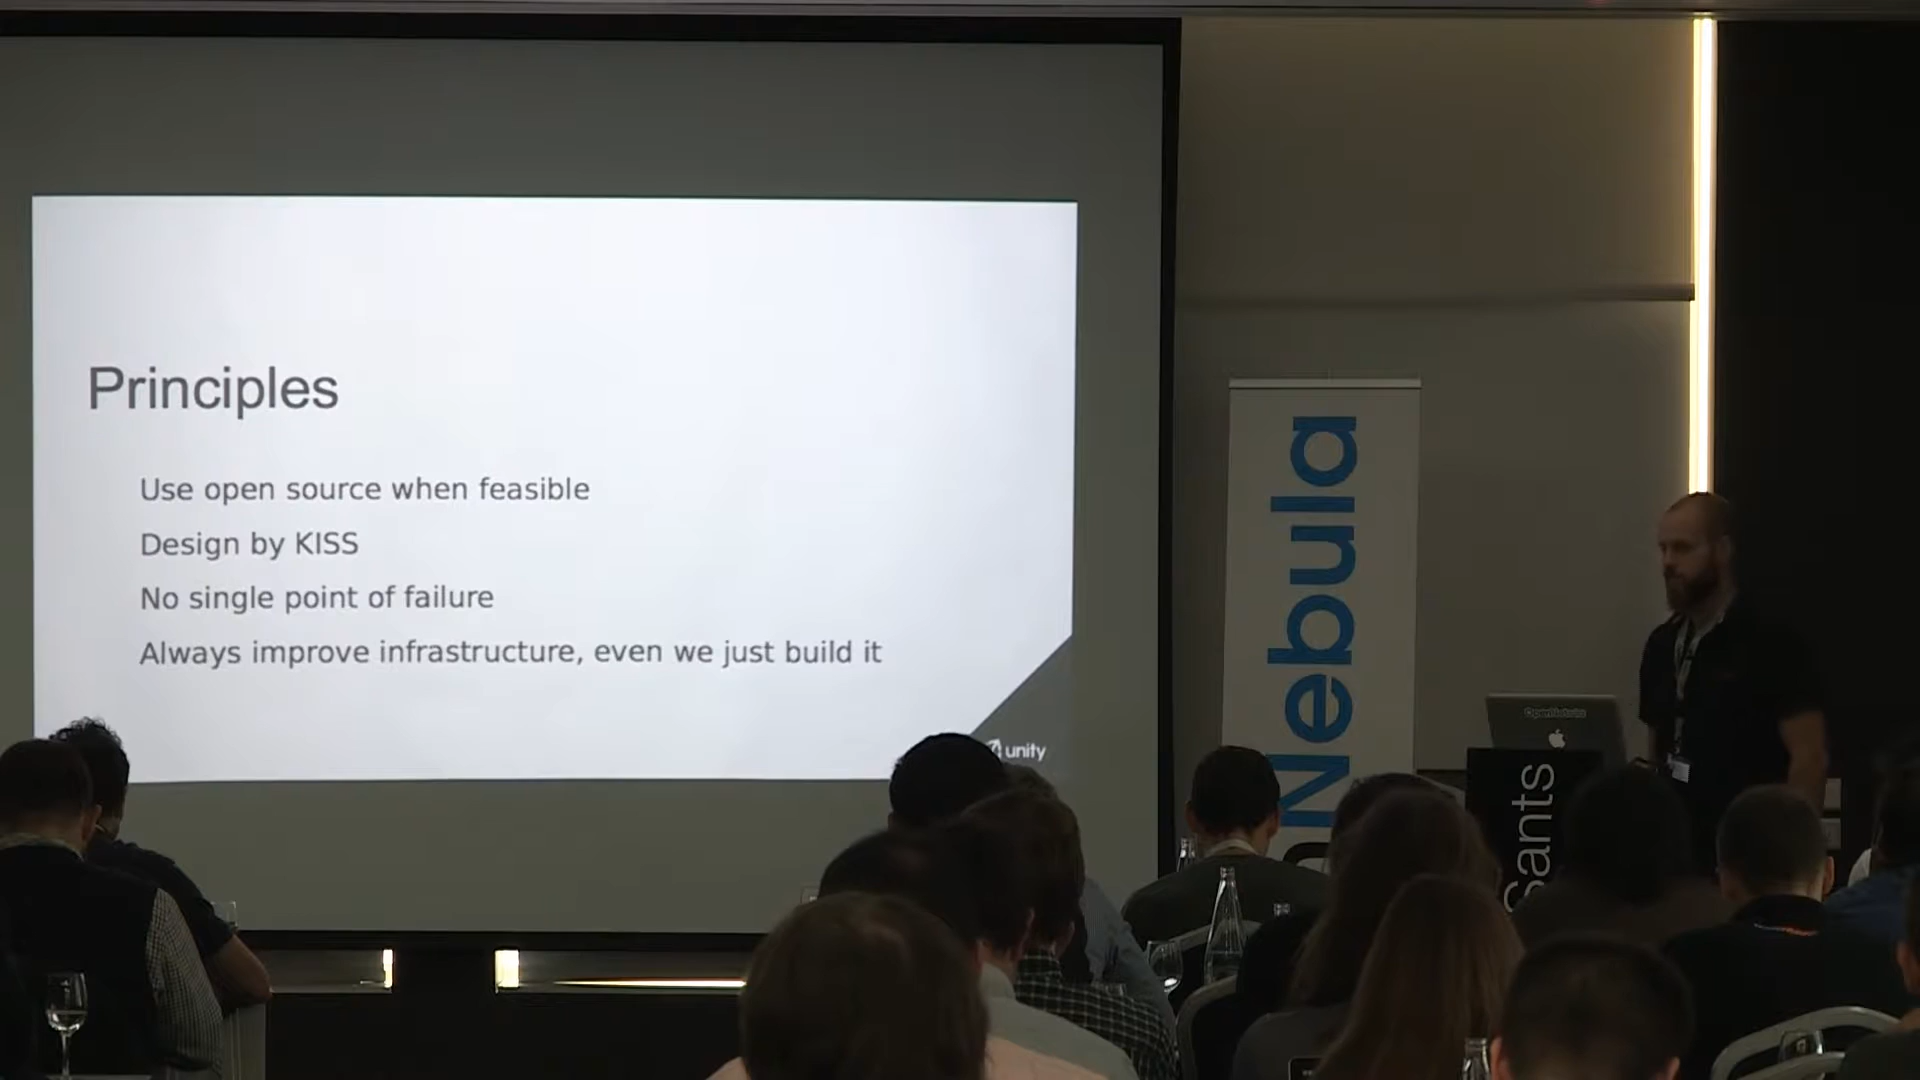 Principles
Use open source when feasible
Design by KISS
No single point of failure
Always improve infrastructure, even we just build it
unity
Nebula
OpenNebula
Sants